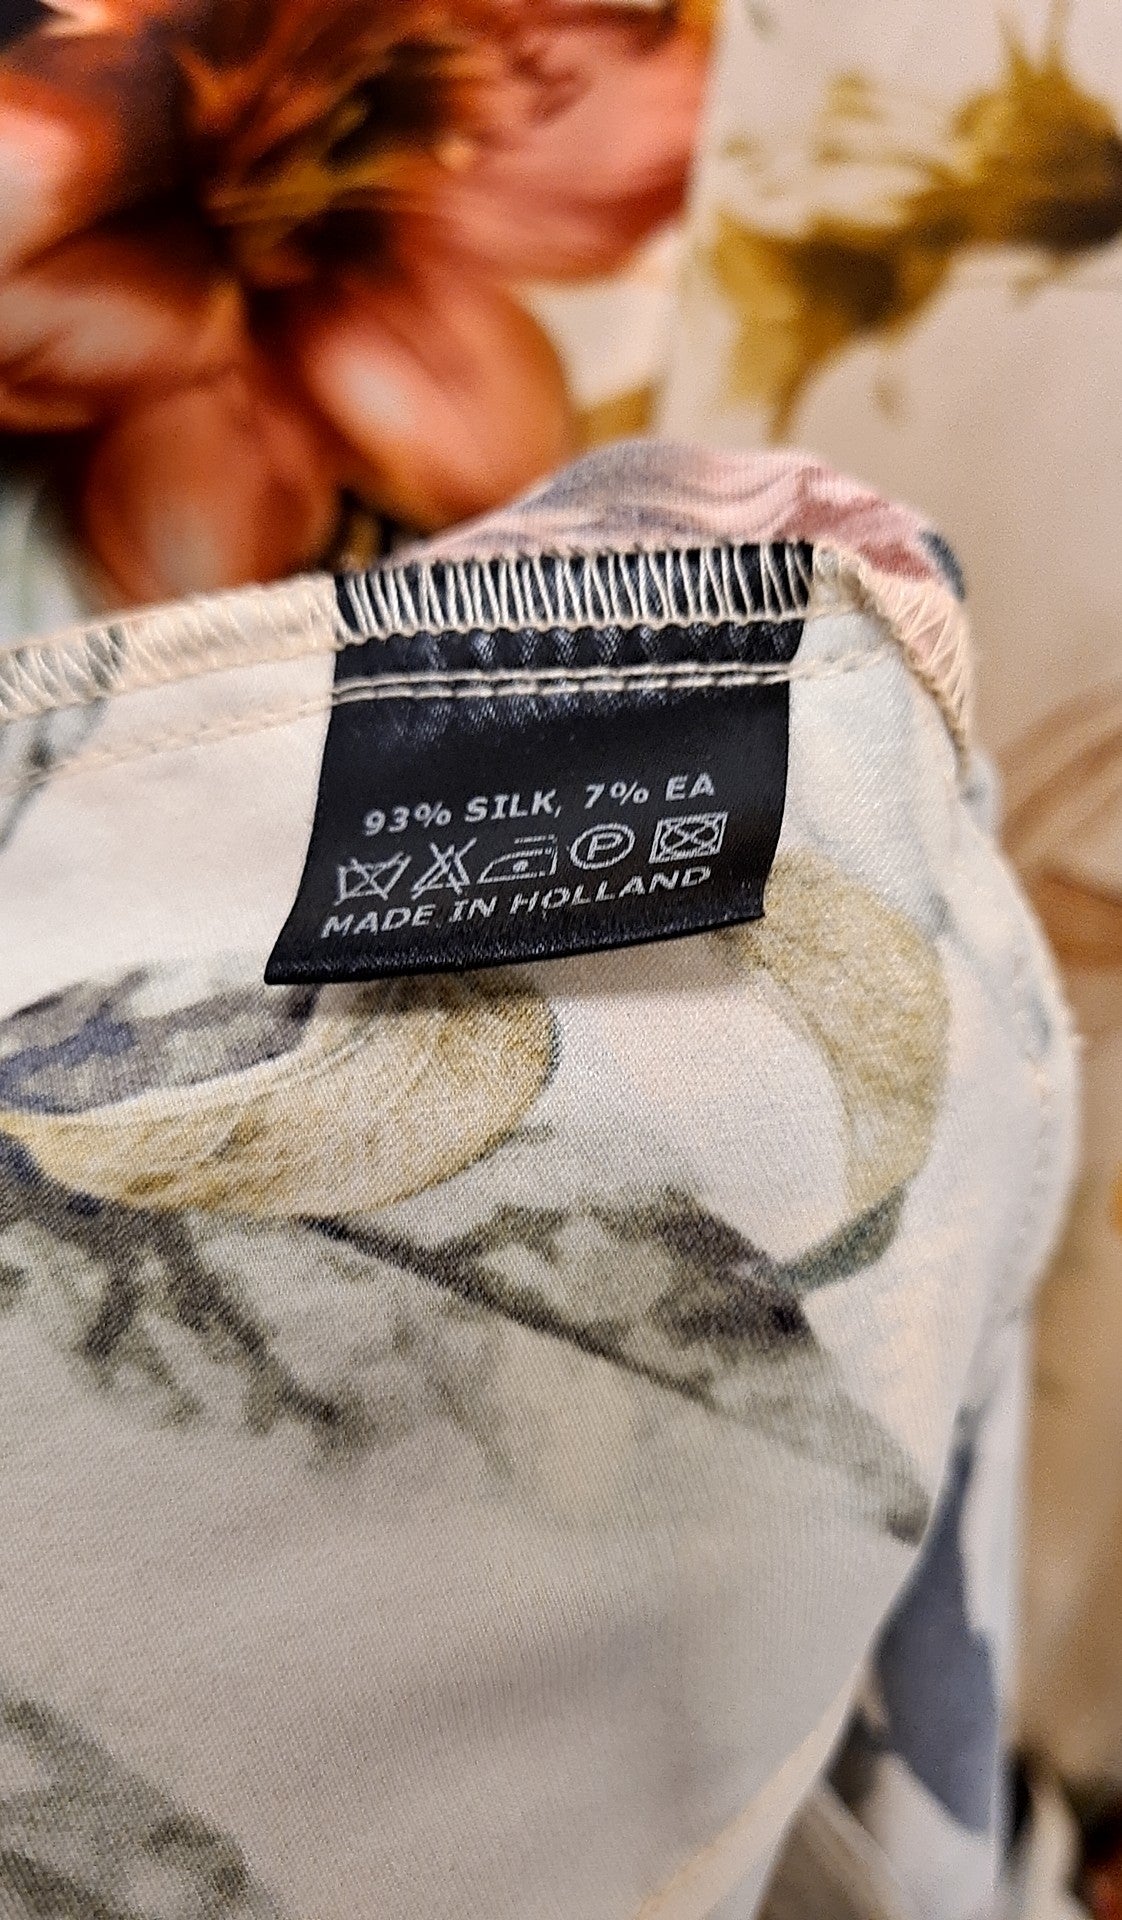 93% SILK, 7% EA
P
MADE IN HOLLAND